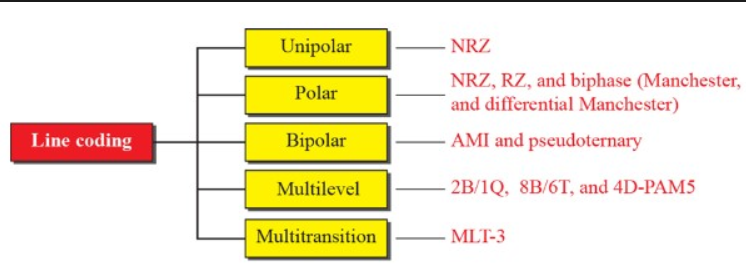 Line coding
Unipolar
NRZ
Polar
NRZ, RZ, and biphase (Manchester,
and differential Manchester)
Bipolar
AMI and pseudoternary
Multilevel
2B/1Q, 8B/6T, and 4D-PAM5
Multitransition
MLT-3